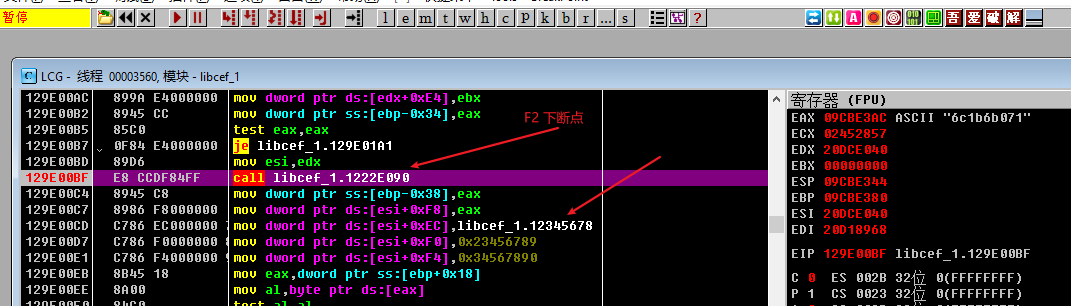 暂停
l e m t w h c p k b r ... s
?
吾 爱 破 解
C LCG - 线程 00003560, 模块 - libcef_1
129E00AC 899A E4000000 mov dword ptr ds:[edx+0xE4],ebx
129E00B2 8945 CC mov dword ptr ss:[ebp-0x34],eax
129E00B5 85C0 test eax,eax
129E00B7 0F84 E4000000 je libcef_1.129E01A1
129E00BD 89D6 mov esi,edx
129E00BF E8 CCDF84FF call libcef_1.1222E090
129E00C4 8945 C8 mov dword ptr ss:[ebp-0x38],eax
129E00C7 8986 F8000000 mov dword ptr ds:[esi+0xF8],eax
129E00CD C786 EC000000 mov dword ptr ds:[esi+0xEC],libcef_1.12345678
129E00D7 C786 F0000000 8 mov dword ptr ds:[esi+0xF0],0x23456789
129E00E1 C786 F4000000 9 mov dword ptr ds:[esi+0xF4],0x34567890
129E00EB 8B45 18 mov eax,dword ptr ss:[ebp+0x18]
129E00EE 8A00 mov al,byte ptr ds:[eax]
F2 下断点
寄存器 (FPU)
EAX 09CBE3AC ASCII "6c1b6b071"
ECX 02452857
EDX 20DCE040
EBX 00000000
ESP 09CBE344
EBP 09CBE380
ESI 20DCE040
EDI 20D18968
EIP 129E00BF libcef_1.129E00BF
C 0 ES 002B 32位 0(FFFFFFFF)
P 1 CS 0023 32位 0(FFFFFFFF)